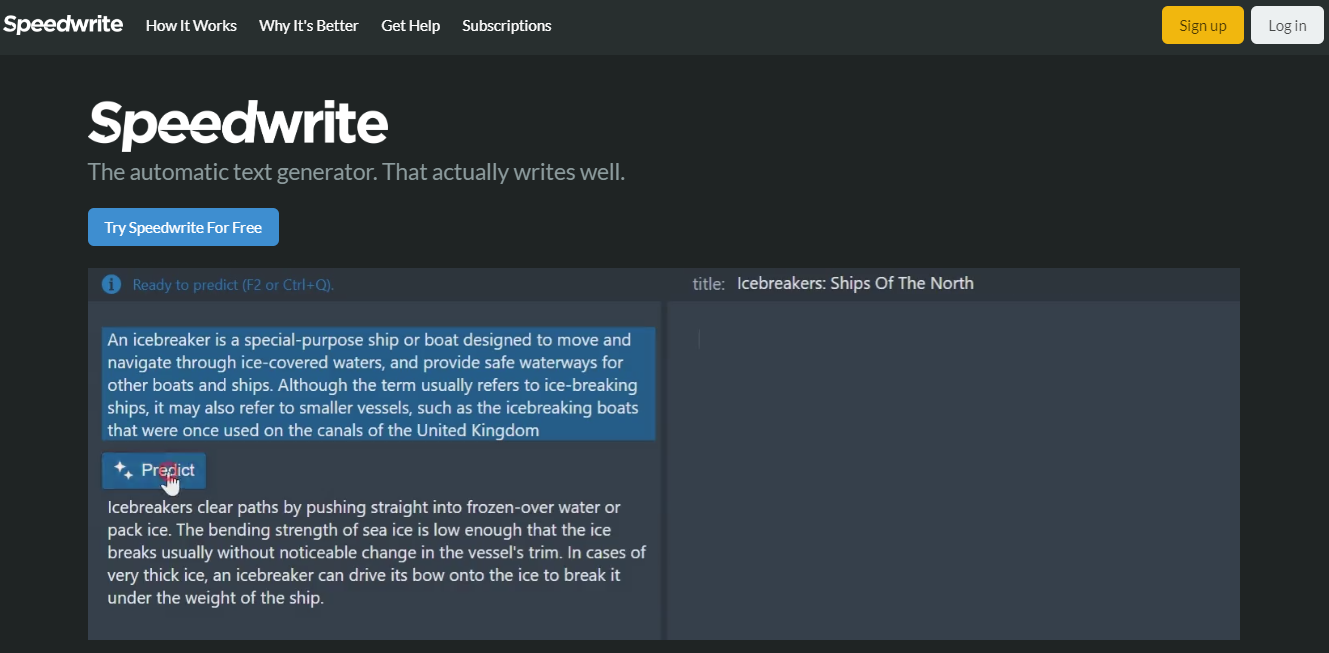 Speedwrite How It Works Why It's Better Get Help Subscriptions Sign up Log in
Speedwrite
The automatic text generator. That actually writes well.
Try Speedwrite For Free
Ready to predict (F2 or Ctrl+Q). title: Icebreakers: Ships Of The North
An icebreaker is a special-purpose ship or boat designed to move and
navigate through ice-covered waters, and provide safe waterways for
other boats and ships. Although the term usually refers to ice-breaking
ships, it may also refer to smaller vessels, such as the icebreaking boats
that were once used on the canals of the United Kingdom
Predict
Icebreakers clear paths by pushing straight into frozen-over water or
pack ice. The bending strength of sea ice is low enough that the ice
breaks usually without noticeable change in the vessel's trim. In cases of
very thick ice, an icebreaker can drive its bow onto the ice to break it
under the weight of the ship.